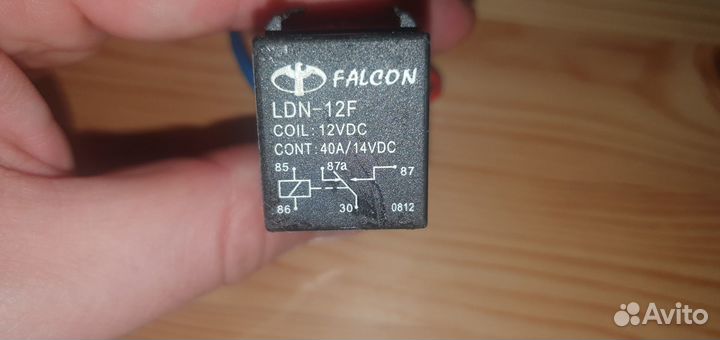 FALCON
LDN-12F
COIL: 12VDC
CONT: 40A/14VDC
85 87a 87
86 30 0812
Avito